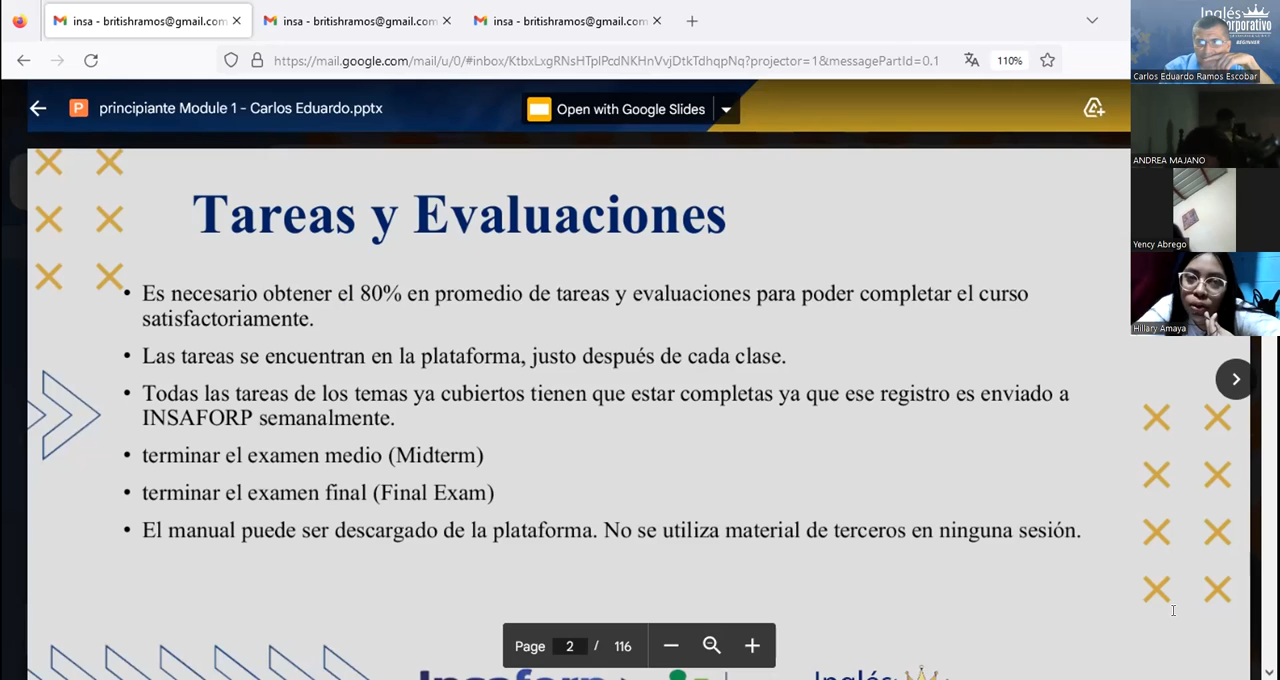 insa - britishramos@gmail.com
insa - britishramos@gmail.com
insa - britishramos@gmail.com
https://mail.google.com/mail/u/0/#inbox/KtbxLxgRNsHTplPcdNKHnVvjDtkTdhqpNq?projector=1&messagePartId=0.1
110%
principiante Module 1 - Carlos Eduardo.pptx
Open with Google Slides
Tareas y Evaluaciones
• Es necesario obtener el 80% en promedio de tareas y evaluaciones para poder completar el curso
satisfactoriamente.
• Las tareas se encuentran en la plataforma, justo después de cada clase.
• Todas las tareas de los temas ya cubiertos tienen que estar completas ya que ese registro es enviado a
INSAFORP semanalmente.
• terminar el examen medio (Midterm)
• terminar el examen final (Final Exam)
• El manual puede ser descargado de la plataforma. No se utiliza material de terceros en ninguna sesión.
Page 2 / 116
Insaforp
Inglés
Inglés
BEGINNER
Carlos Eduardo Ramos Escobar
ANDREA MAJANO
Yency Abrego
Hillary Amaya